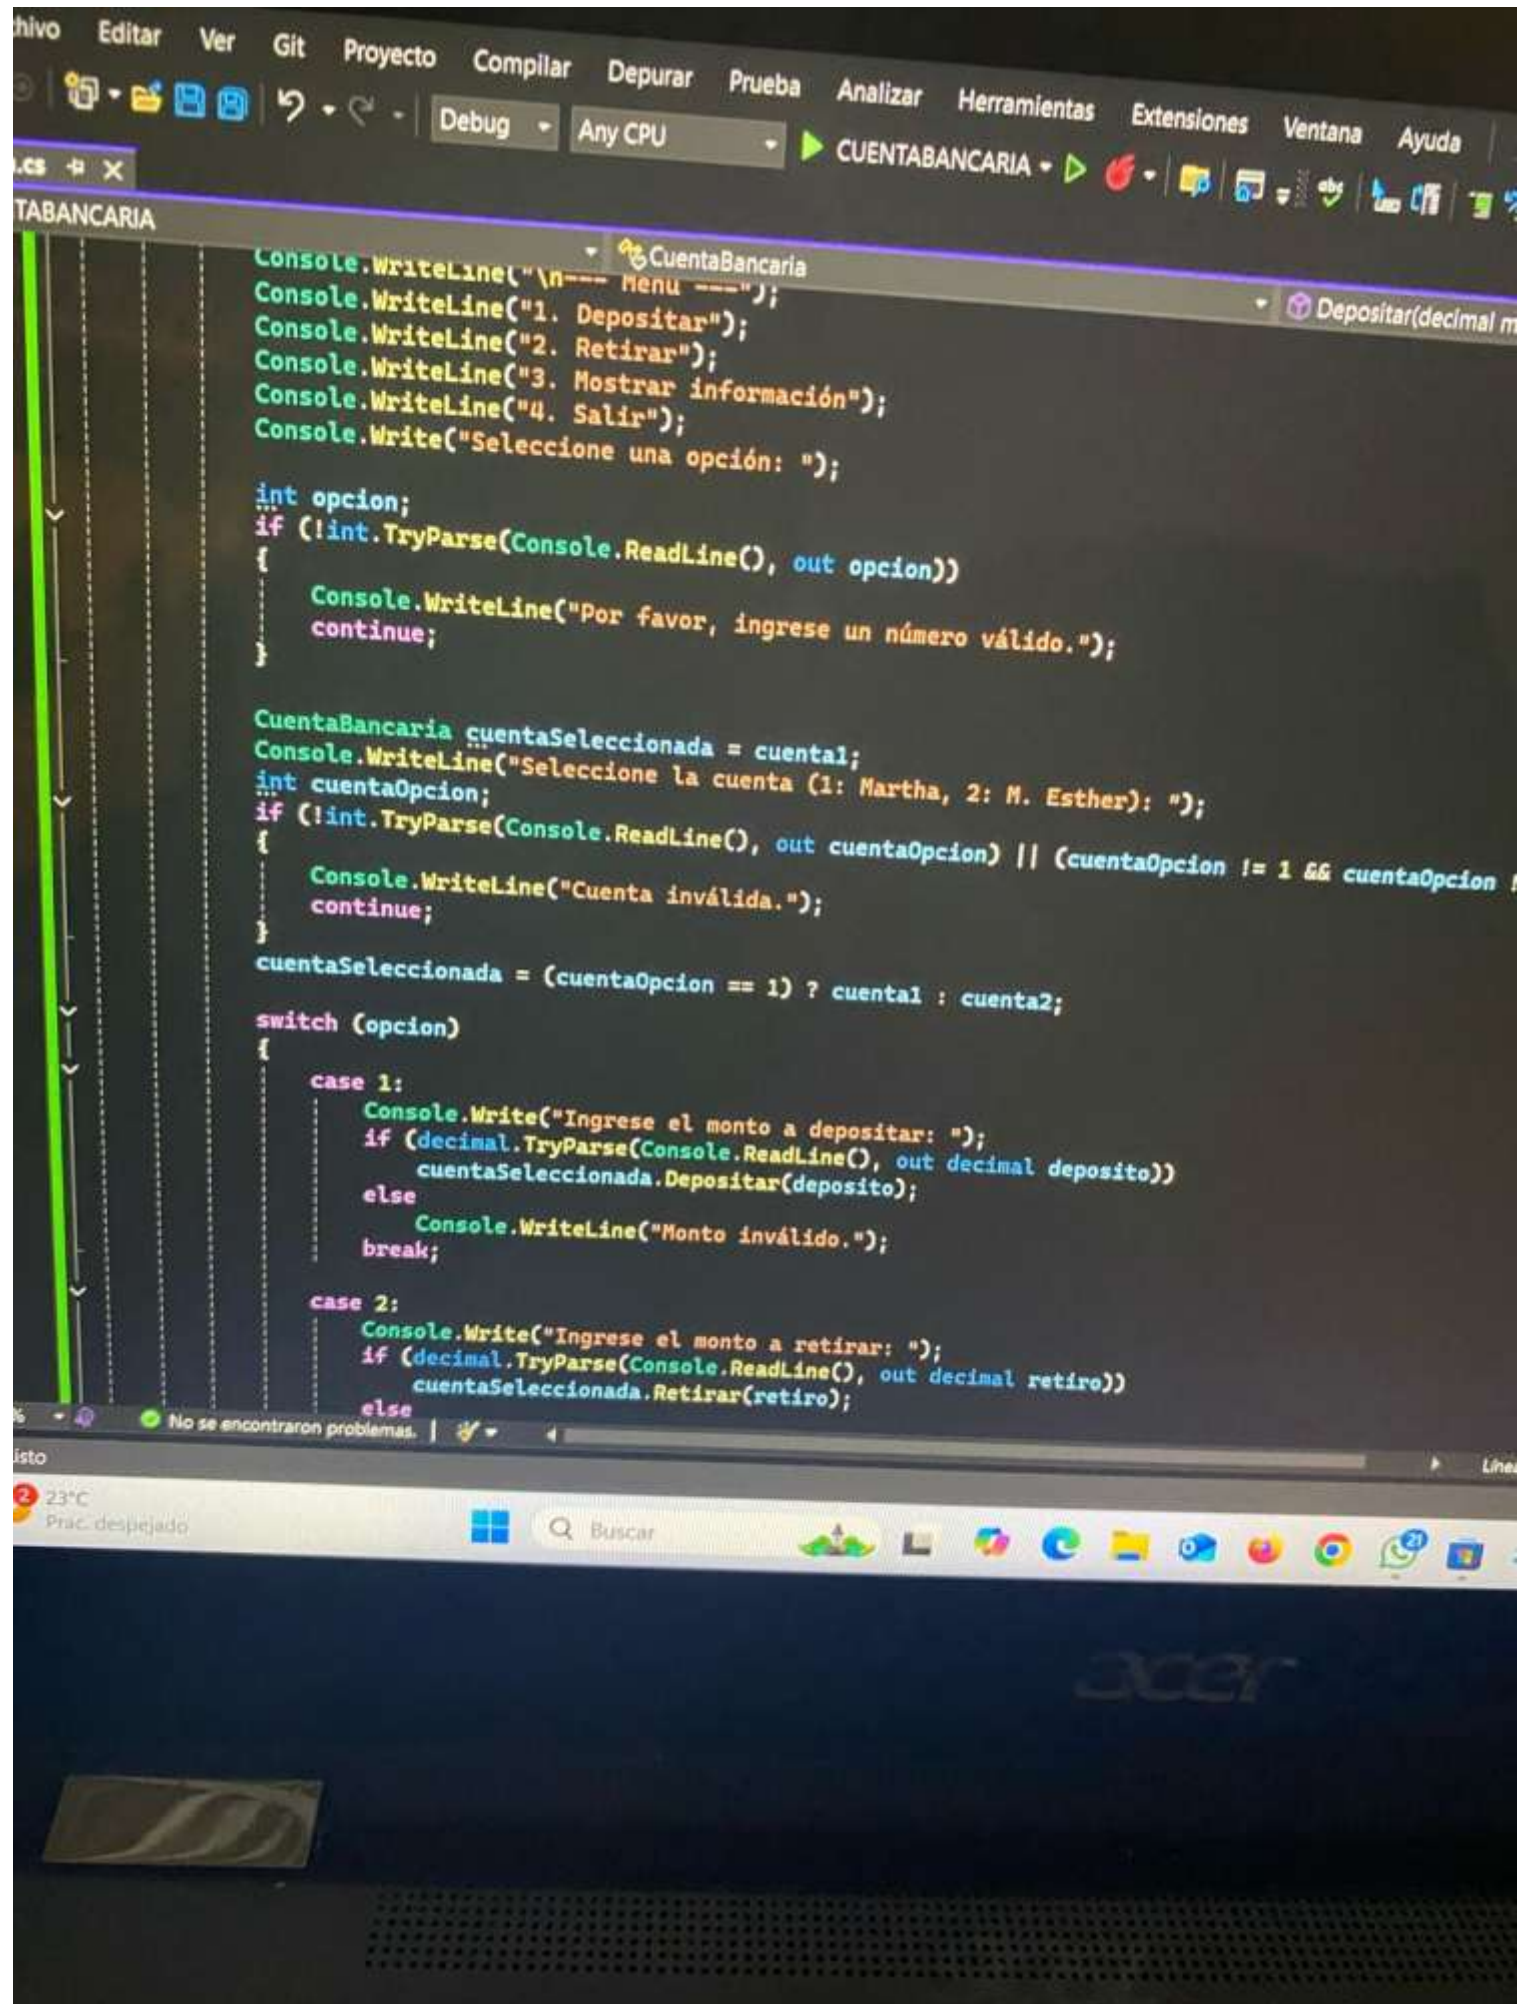 hivo Editar Ver Git Proyecto Compilar Depurar Prueba Analizar Herramientas Extensiones Ventana Ayuda
Debug Any CPU CUENTABANCARIA
.cs
TABANCARIA CuentaBancaria Depositar(decimal m
Console.WriteLine("\n--- Menú ---");
Console.WriteLine("1. Depositar");
Console.WriteLine("2. Retirar");
Console.WriteLine("3. Mostrar información");
Console.WriteLine("4. Salir");
Console.Write("Seleccione una opción: ");
int opcion;
if (!int.TryParse(Console.ReadLine(), out opcion))
{
Console.WriteLine("Por favor, ingrese un número válido.");
continue;
}
CuentaBancaria cuentaSeleccionada = cuenta1;
Console.WriteLine("Seleccione la cuenta (1: Martha, 2: M. Esther): ");
int cuentaOpcion;
if (!int.TryParse(Console.ReadLine(), out cuentaOpcion) || (cuentaOpcion != 1 && cuentaOpcion !
{
Console.WriteLine("Cuenta inválida.");
continue;
}
cuentaSeleccionada = (cuentaOpcion == 1) ? cuenta1 : cuenta2;
switch (opcion)
{
case 1:
Console.Write("Ingrese el monto a depositar: ");
if (decimal.TryParse(Console.ReadLine(), out decimal deposito))
cuentaSeleccionada.Depositar(deposito);
else
Console.WriteLine("Monto inválido.");
break;
case 2:
Console.Write("Ingrese el monto a retirar: ");
if (decimal.TryParse(Console.ReadLine(), out decimal retiro))
cuentaSeleccionada.Retirar(retiro);
else
% No se encontraron problemas.
isto Líne
2 23°C
Prac. despejado
Buscar
21
acer